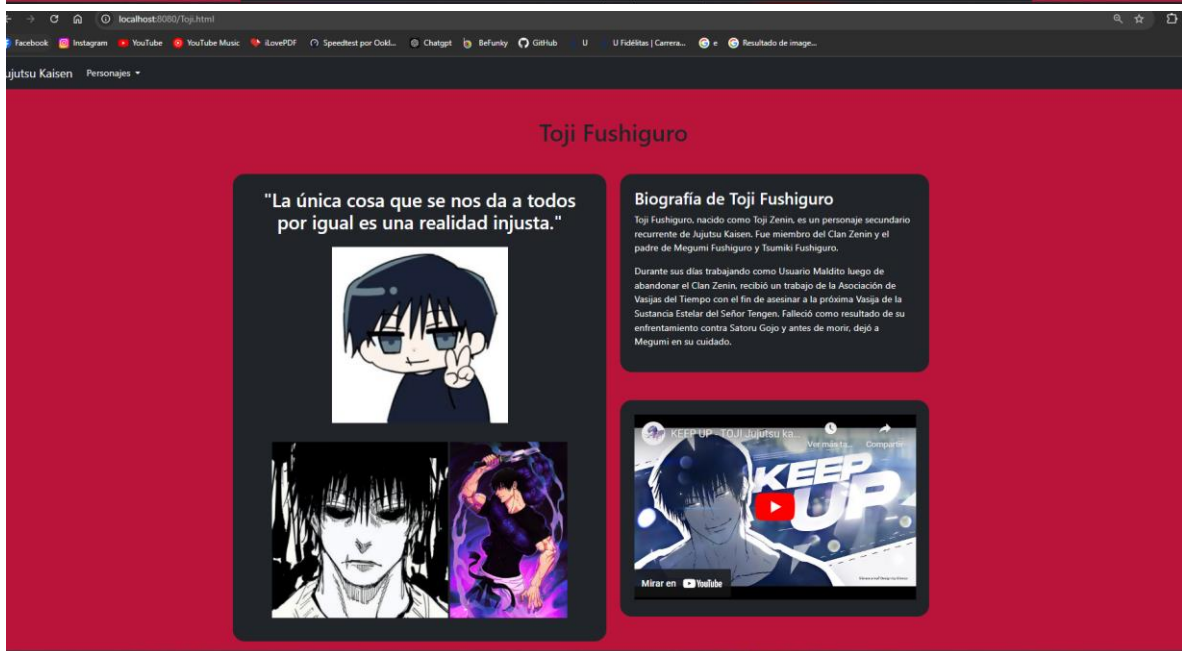 localhost:8080/Toji.html
Facebook Instagram YouTube YouTube Music iLovePDF Speedtest por Ookl... Chatgpt BeFunky GitHub U U Fidélitas | Carrera... e Resultado de image...
ujutsu Kaisen Personajes
Toji Fushiguro
"La única cosa que se nos da a todos
por igual es una realidad injusta."
Biografía de Toji Fushiguro
Toji Fushiguro, nacido como Toji Zenin, es un personaje secundario
recurrente de Jujutsu Kaisen. Fue miembro del Clan Zenin y el
padre de Megumi Fushiguro y Tsumiki Fushiguro.
Durante sus días trabajando como Usuario Maldito luego de
abandonar el Clan Zenin, recibió un trabajo de la Asociación de
Vasijas del Tiempo con el fin de asesinar a la próxima Vasija de la
Sustancia Estelar del Señor Tengen. Falleció como resultado de su
enfrentamiento contra Satoru Gojo y antes de morir, dejó a
Megumi en su cuidado.
KEEP UP - TOJI Jujutsu ka...
Ver más ta... Compartir
KEEP
UP
Mirar en YouTube